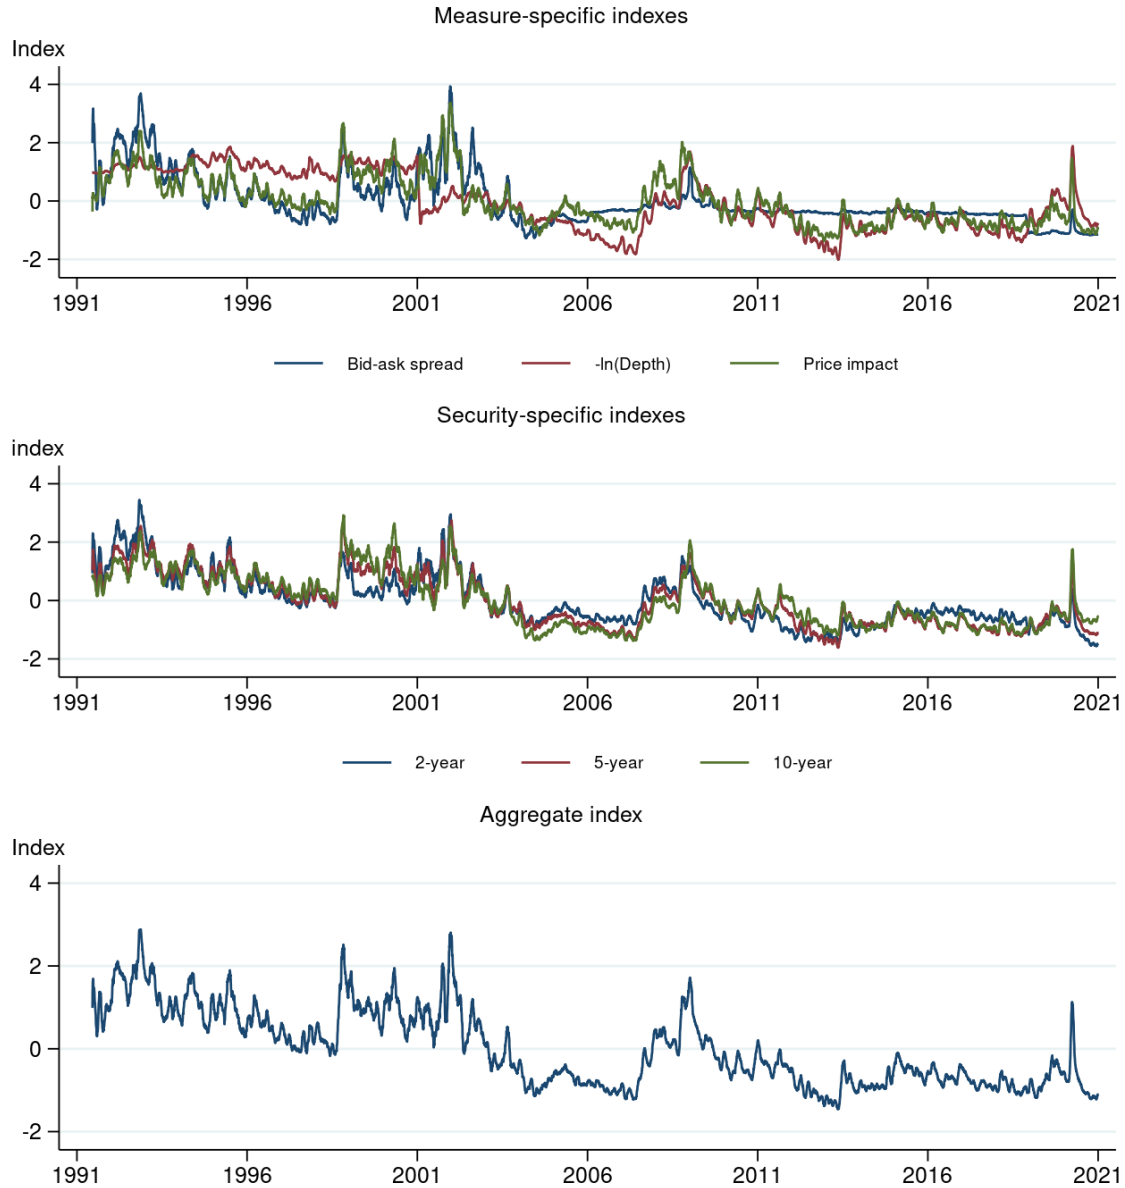 Measure-specific indexes
Index
4
2
0
-2
1991 1996 2001 2006 2011 2016 2021
Bid-ask spread -ln(Depth) Price impact
Security-specific indexes
index
4
2
0
-2
1991 1996 2001 2006 2011 2016 2021
2-year 5-year 10-year
Aggregate index
Index
4
2
0
-2
1991 1996 2001 2006 2011 2016 2021